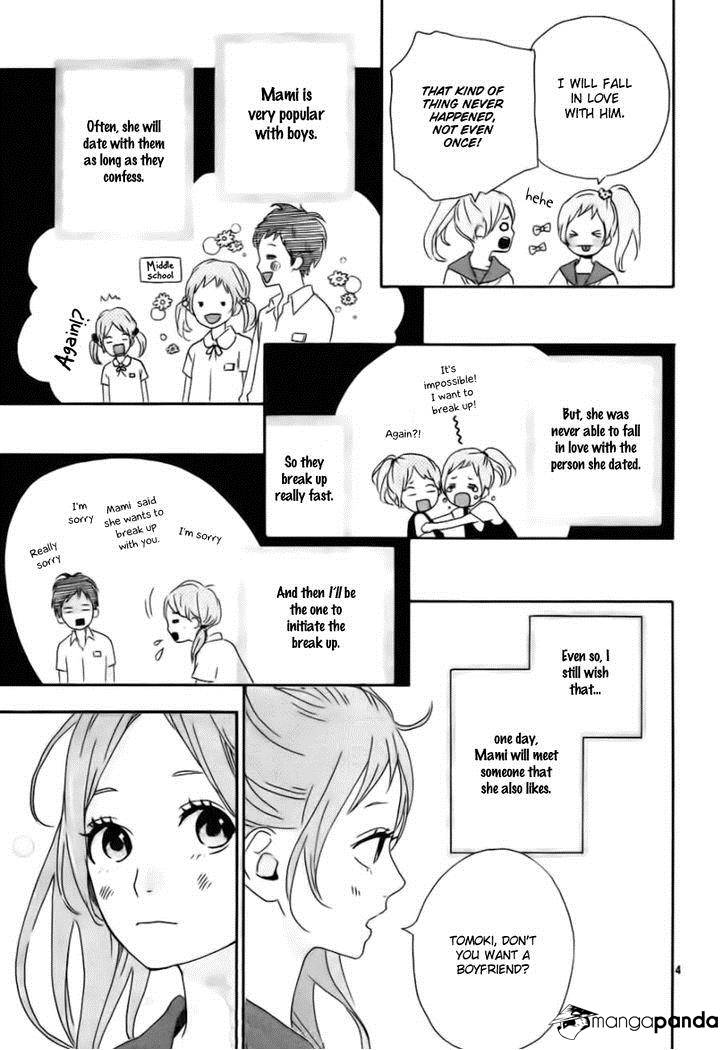 I WILL FALL
IN LOVE
WITH HIM.
THAT KIND OF
THING NEVER
HAPPENED,
NOT EVEN
ONCE!
hehe
Mami is
very popular
with boys.
Often, she will
date with them
as long as they
confess.
Middle
school
Again!?
But, she was
never able to fall
in love with the
person she dated.
It's
impossible!
I want to
break up!
Again?!
So they
break up
really fast.
And then I'll be
the one to
initiate the
break up.
I'm sorry
Mami said
she wants to
break up
with you.
I'm
sorry
Really
sorry
Even so, I
still wish
that...
one day,
Mami will meet
someone that
she also likes.
TOMOKI, DON'T
YOU WANT A
BOYFRIEND?
4
mangapanda